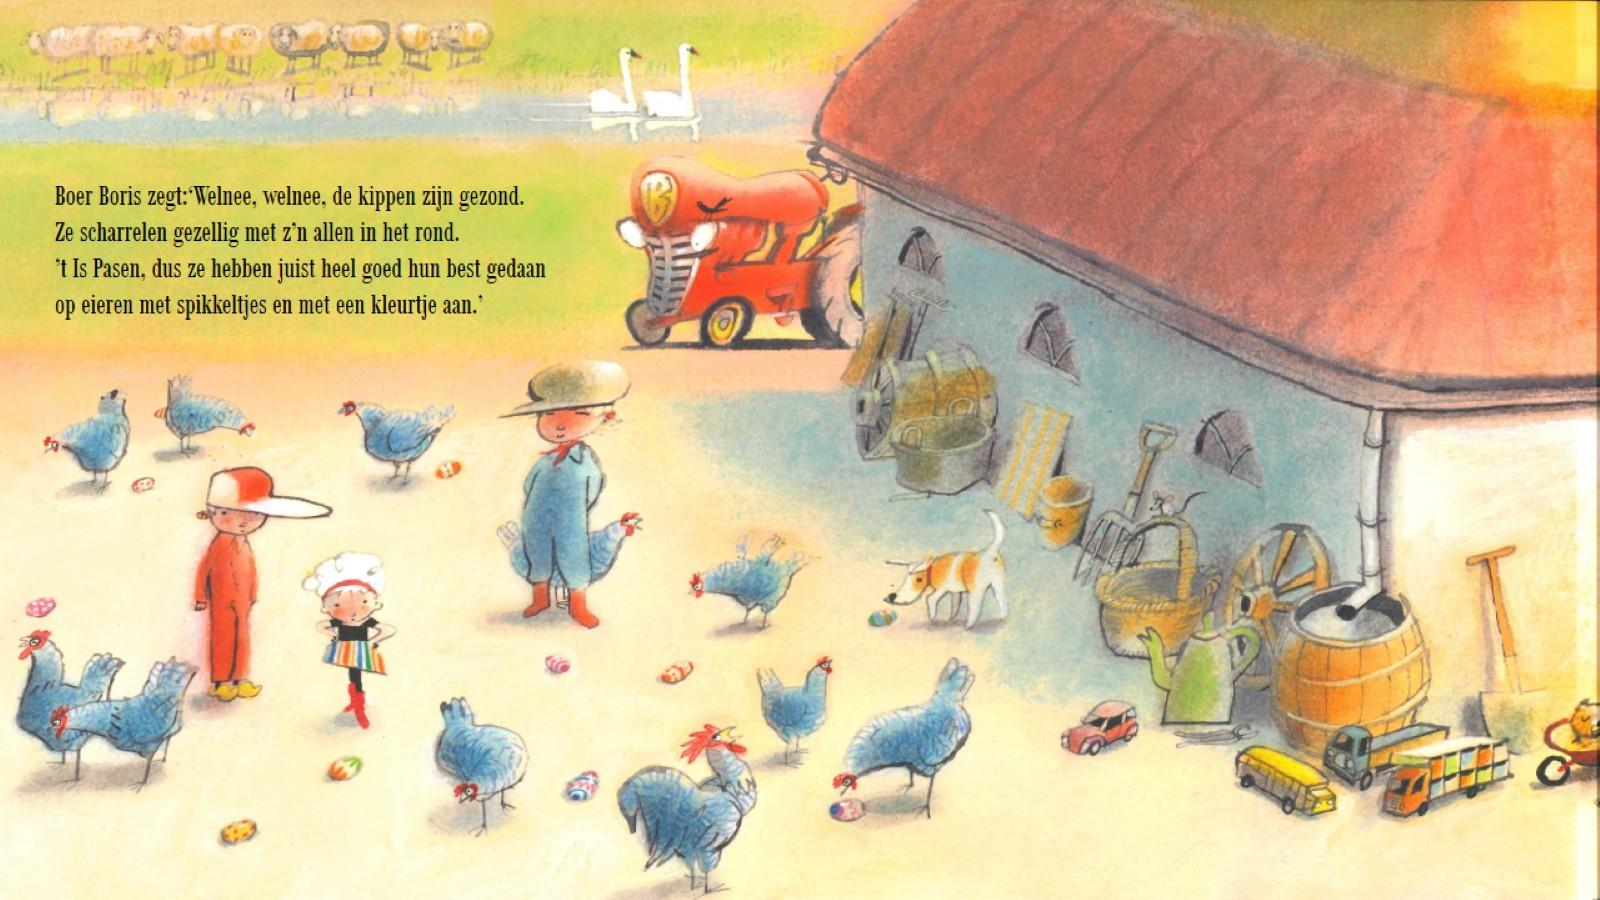 Boer Boris zegt:‘Welnee, welnee, de kippen zijn gezond.
Ze scharrelen gezellig met z’n allen in het rond.
’t Is Pasen, dus ze hebben juist heel goed hun best gedaan
op eieren met spikkeltjes en met een kleurtje aan.’
B